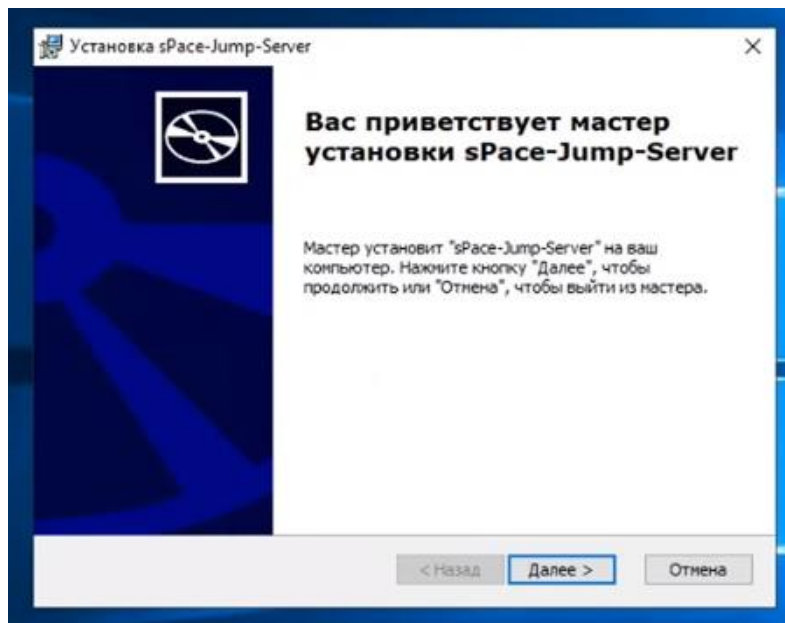 Установка sPace-Jump-Server
Вас приветствует мастер
установки sPace-Jump-Server
Мастер установит "sPace-Jump-Server" на ваш
компьютер. Нажмите кнопку "Далее", чтобы
продолжить или "Отмена", чтобы выйти из мастера.
< Назад
Далее >
Отмена